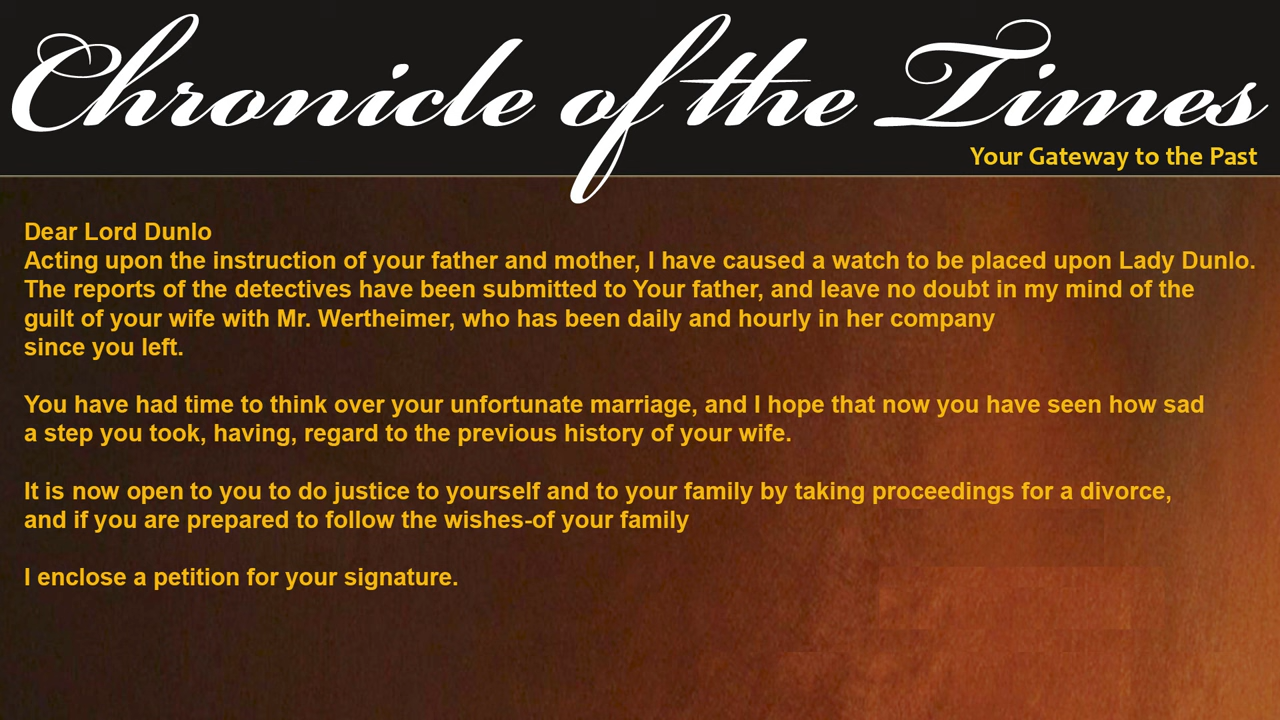 Chronicle of the Times
Your Gateway to the Past
Dear Lord Dunlo
Acting upon the instruction of your father and mother, I have caused a watch to be placed upon Lady Dunlo.
The reports of the detectives have been submitted to Your father, and leave no doubt in my mind of the
guilt of your wife with Mr. Wertheimer, who has been daily and hourly in her company
since you left.
You have had time to think over your unfortunate marriage, and I hope that now you have seen how sad
a step you took, having, regard to the previous history of your wife.
It is now open to you to do justice to yourself and to your family by taking proceedings for a divorce,
and if you are prepared to follow the wishes-of your family
I enclose a petition for your signature.